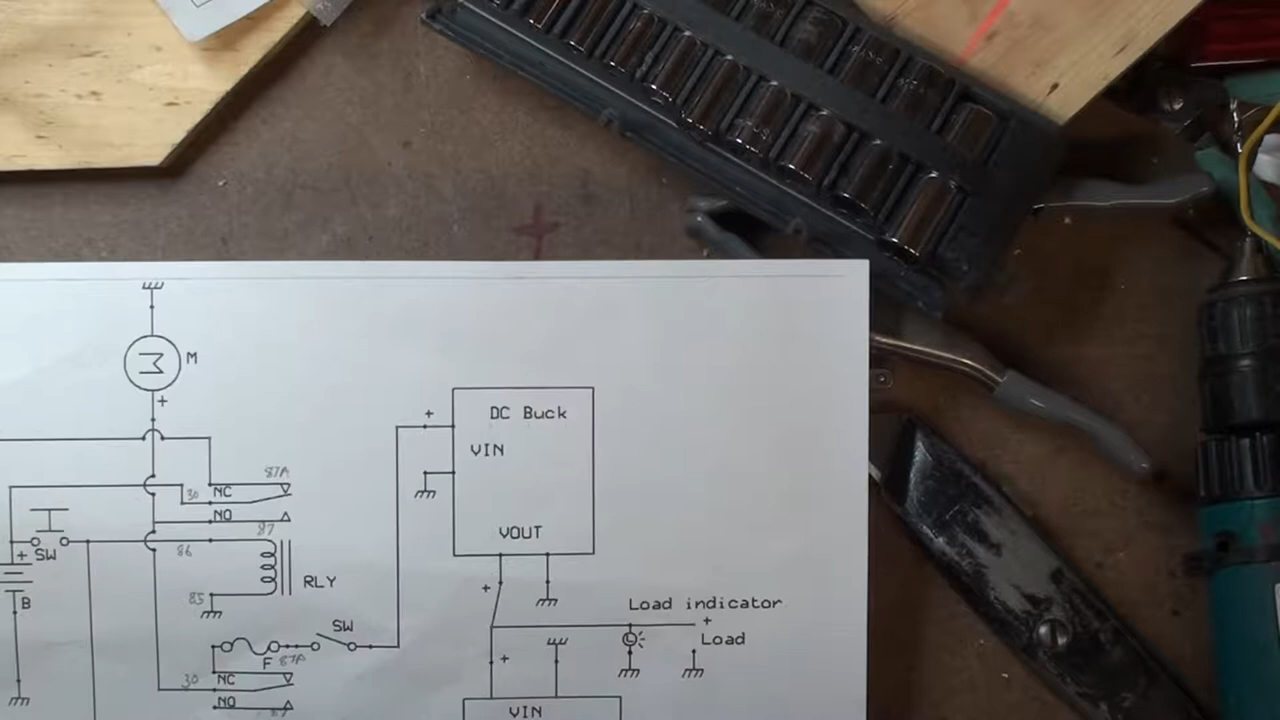 M
+
87A
30 NC
NO
87
86
SW
+
B
85
RLY
SW
F 87A
30 NC
NO
87
+
DC Buck
VIN
VOUT
+
Load indicator
+
Load
+
VIN